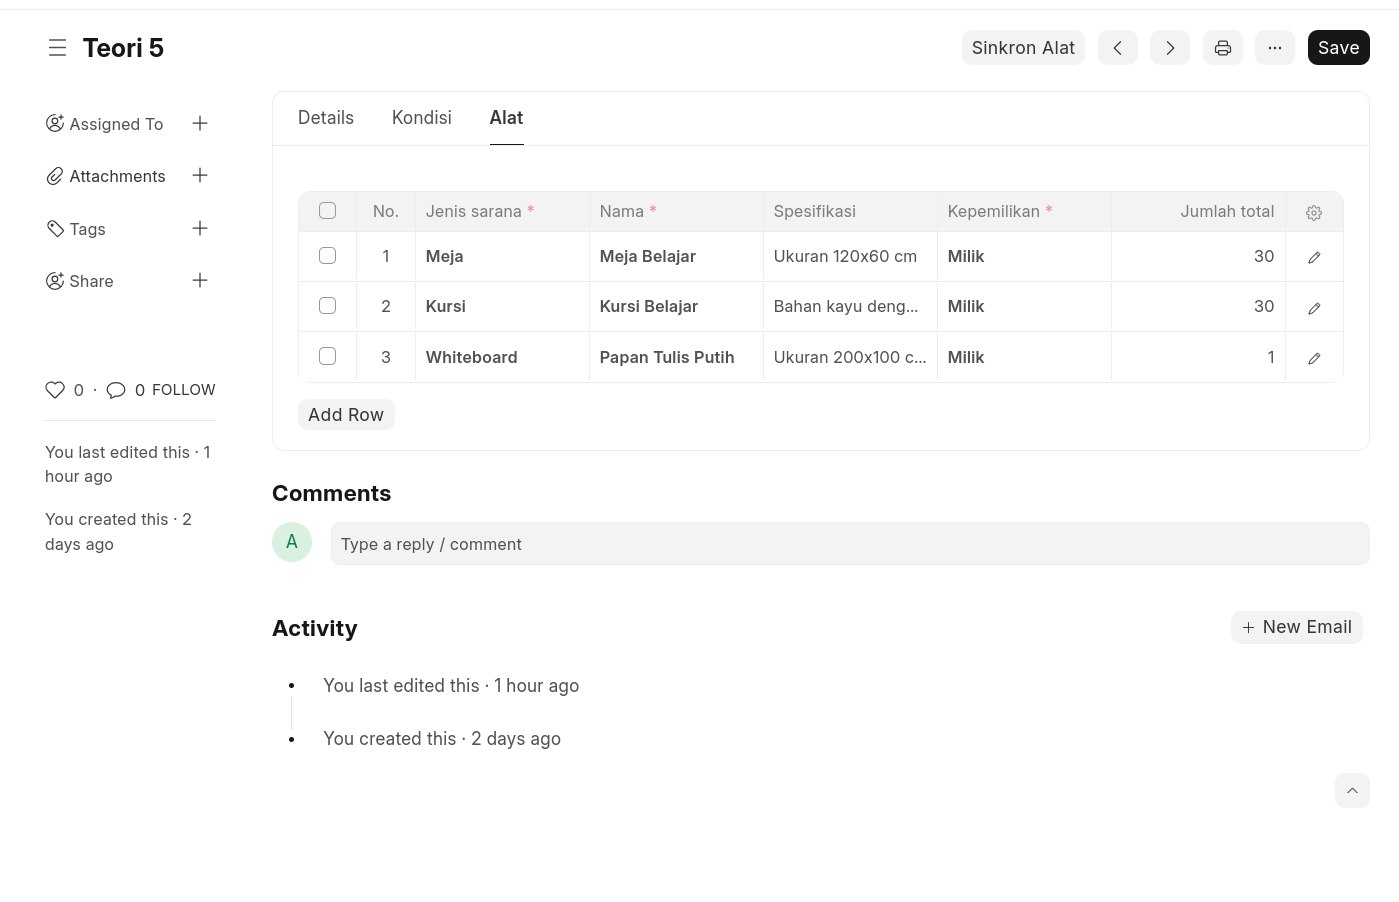 Teori 5
Sinkron Alat
Save
Assigned To
Attachments
Tags
Share
0 · 0 FOLLOW
You last edited this · 1
hour ago
You created this · 2
days ago
Details Kondisi Alat
No. Jenis sarana * Nama * Spesifikasi Kepemilikan * Jumlah total
1 Meja Meja Belajar Ukuran 120x60 cm Milik 30
2 Kursi Kursi Belajar Bahan kayu deng... Milik 30
3 Whiteboard Papan Tulis Putih Ukuran 200x100 c... Milik 1
Add Row
Comments
A
Type a reply / comment
Activity
New Email
You last edited this · 1 hour ago
You created this · 2 days ago